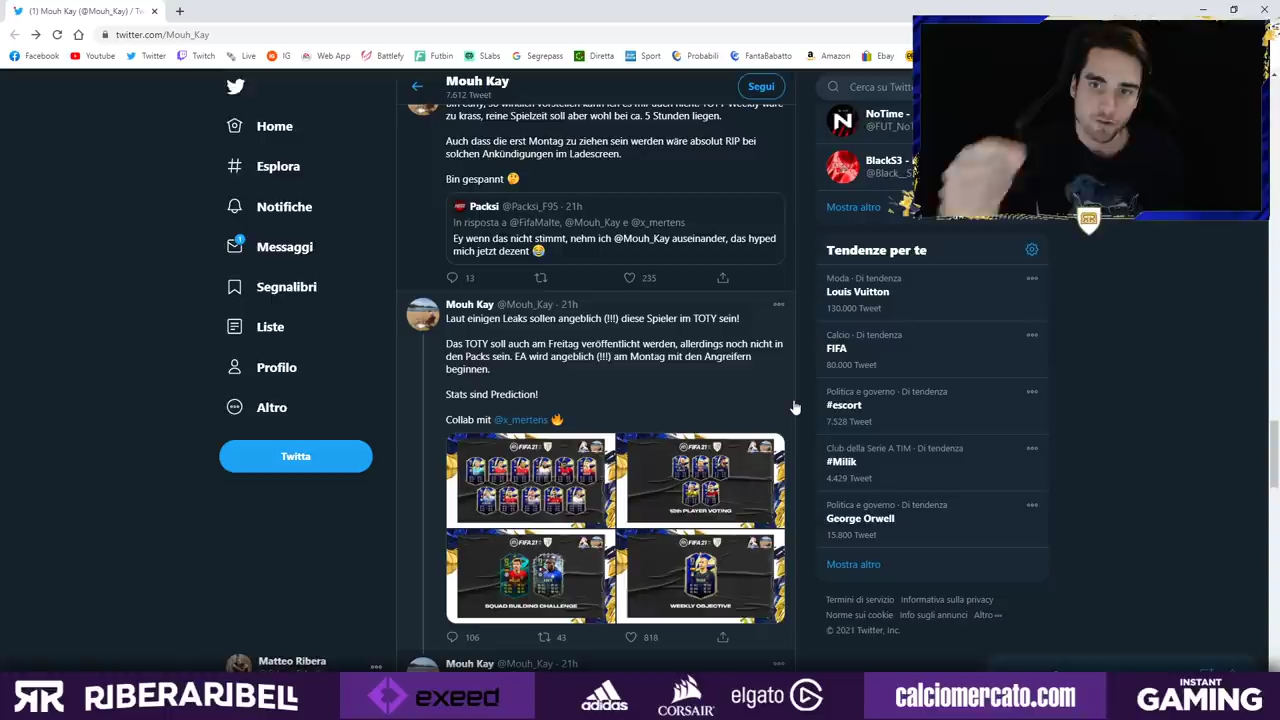 (1) Mouh Kay (@Mouh_Kay) / Tw
twitter.com/Mouh_Kay
Facebook
Youtube
Twitter
Twitch
Live
IG
Web App
Battlefy
Futbin
SLabs
Segrepass
Diretta
Sport
Probabili
FantaBabatto
Amazon
Ebay
Home
Esplora
Notifiche
1
Messaggi
Segnalibri
Liste
Profilo
Altro
Twitta
Matteo Ribera
Mouh Kay
7.612 Tweet
Segui
zu krass, reine Spielzeit soll aber wohl bei ca. 5 Stunden liegen.
Auch dass die erst Montag zu ziehen sein werden wäre absolut RIP bei
solchen Ankündigungen im Ladescreen.
Bin gespannt 🤔
Packsi @Packsi_F95 · 21h
In risposta a @FifaMalte, @Mouh_Kay e @x_mertens
Ey wenn das nicht stimmt, nehm ich @Mouh_Kay auseinander, das hyped
mich jetzt dezent 😂
13
235
Mouh Kay @Mouh_Kay · 21h
Laut einigen Leaks sollen angeblich (!!!) diese Spieler im TOTY sein!
Das TOTY soll auch am Freitag veröffentlicht werden, allerdings noch nicht in
den Packs sein. EA wird angeblich (!!!) am Montag mit den Angreifern
beginnen.
Stats sind Prediction!
Collab mit @x_mertens 🔥
FIFA 21
FIFA 21
12th PLAYER VOTING
FIFA 21
SQUAD BUILDING CHALLENGE
FIFA 21
WEEKLY OBJECTIVE
106
43
818
Mouh Kay @Mouh_Kay · 21h
Cerca su Twitt
NoTime -
@FUT_NoT
BlackS3 -
@Black__S
Mostra altro
Tendenze per te
Moda · Di tendenza
Louis Vuitton
130.000 Tweet
Calcio · Di tendenza
FIFA
80.000 Tweet
Politica e governo · Di tendenza
#escort
7.528 Tweet
Club della Serie A TIM · Di tendenza
#Milik
4.429 Tweet
Politica e governo · Di tendenza
George Orwell
15.800 Tweet
Mostra altro
Termini di servizio Informativa sulla privacy
Norme sui cookie Info sugli annunci Altro
© 2021 Twitter, Inc.
RIBERARIBELL
exeed
adidas
CORSAIR
elgato
calciomercato.com
INSTANT
GAMING